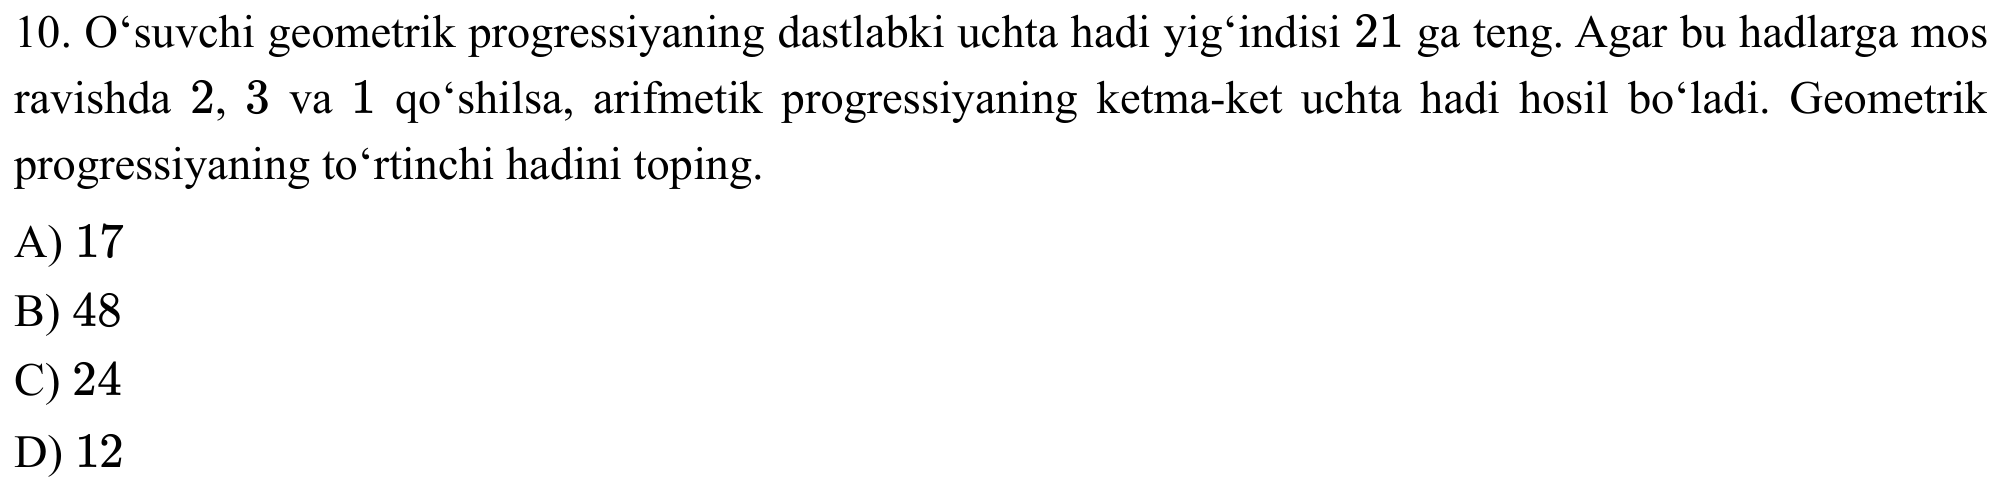 10. O‘suvchi geometrik progressiyaning dastlabki uchta hadi yig‘indisi 21 ga teng. Agar bu hadlarga mos
ravishda 2, 3 va 1 qo‘shilsa, arifmetik progressiyaning ketma-ket uchta hadi hosil bo‘ladi. Geometrik
progressiyaning to‘rtinchi hadini toping.
A) 17
B) 48
C) 24
D) 12